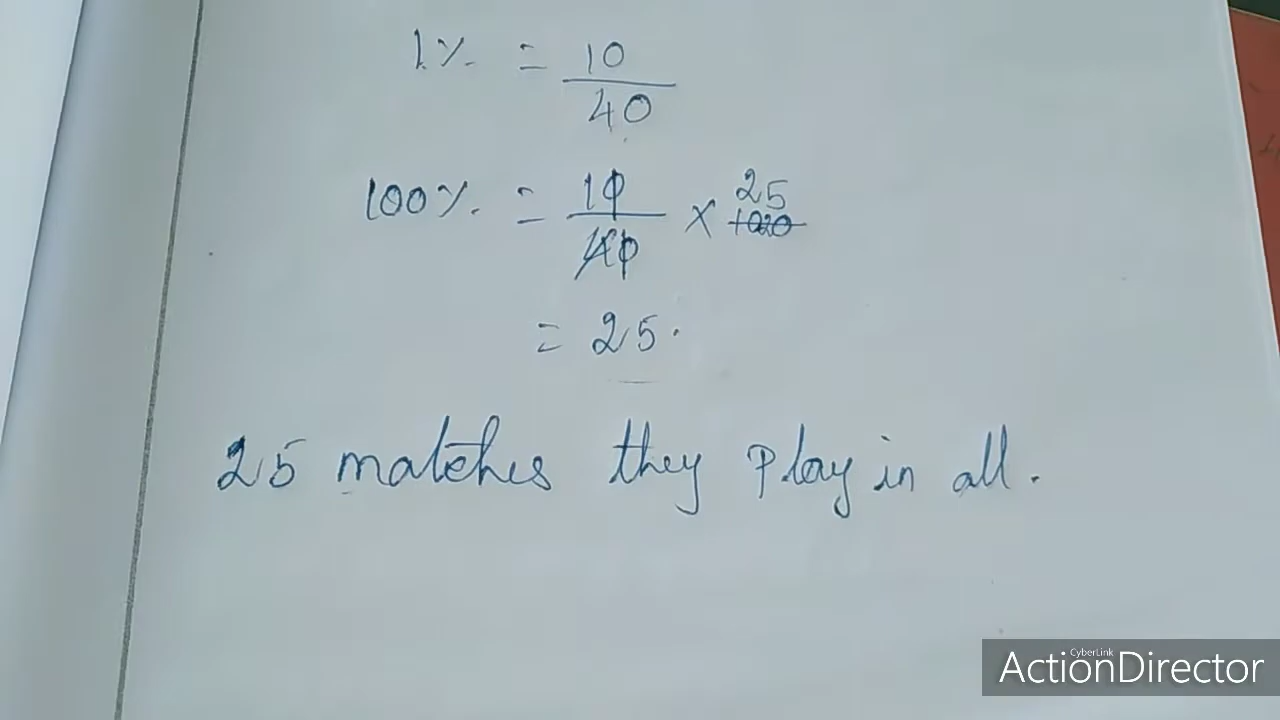 1% = 10
40
100% = 10 × 25
40 100
= 25.
25 matches they play in all.
CyberLink
ActionDirector